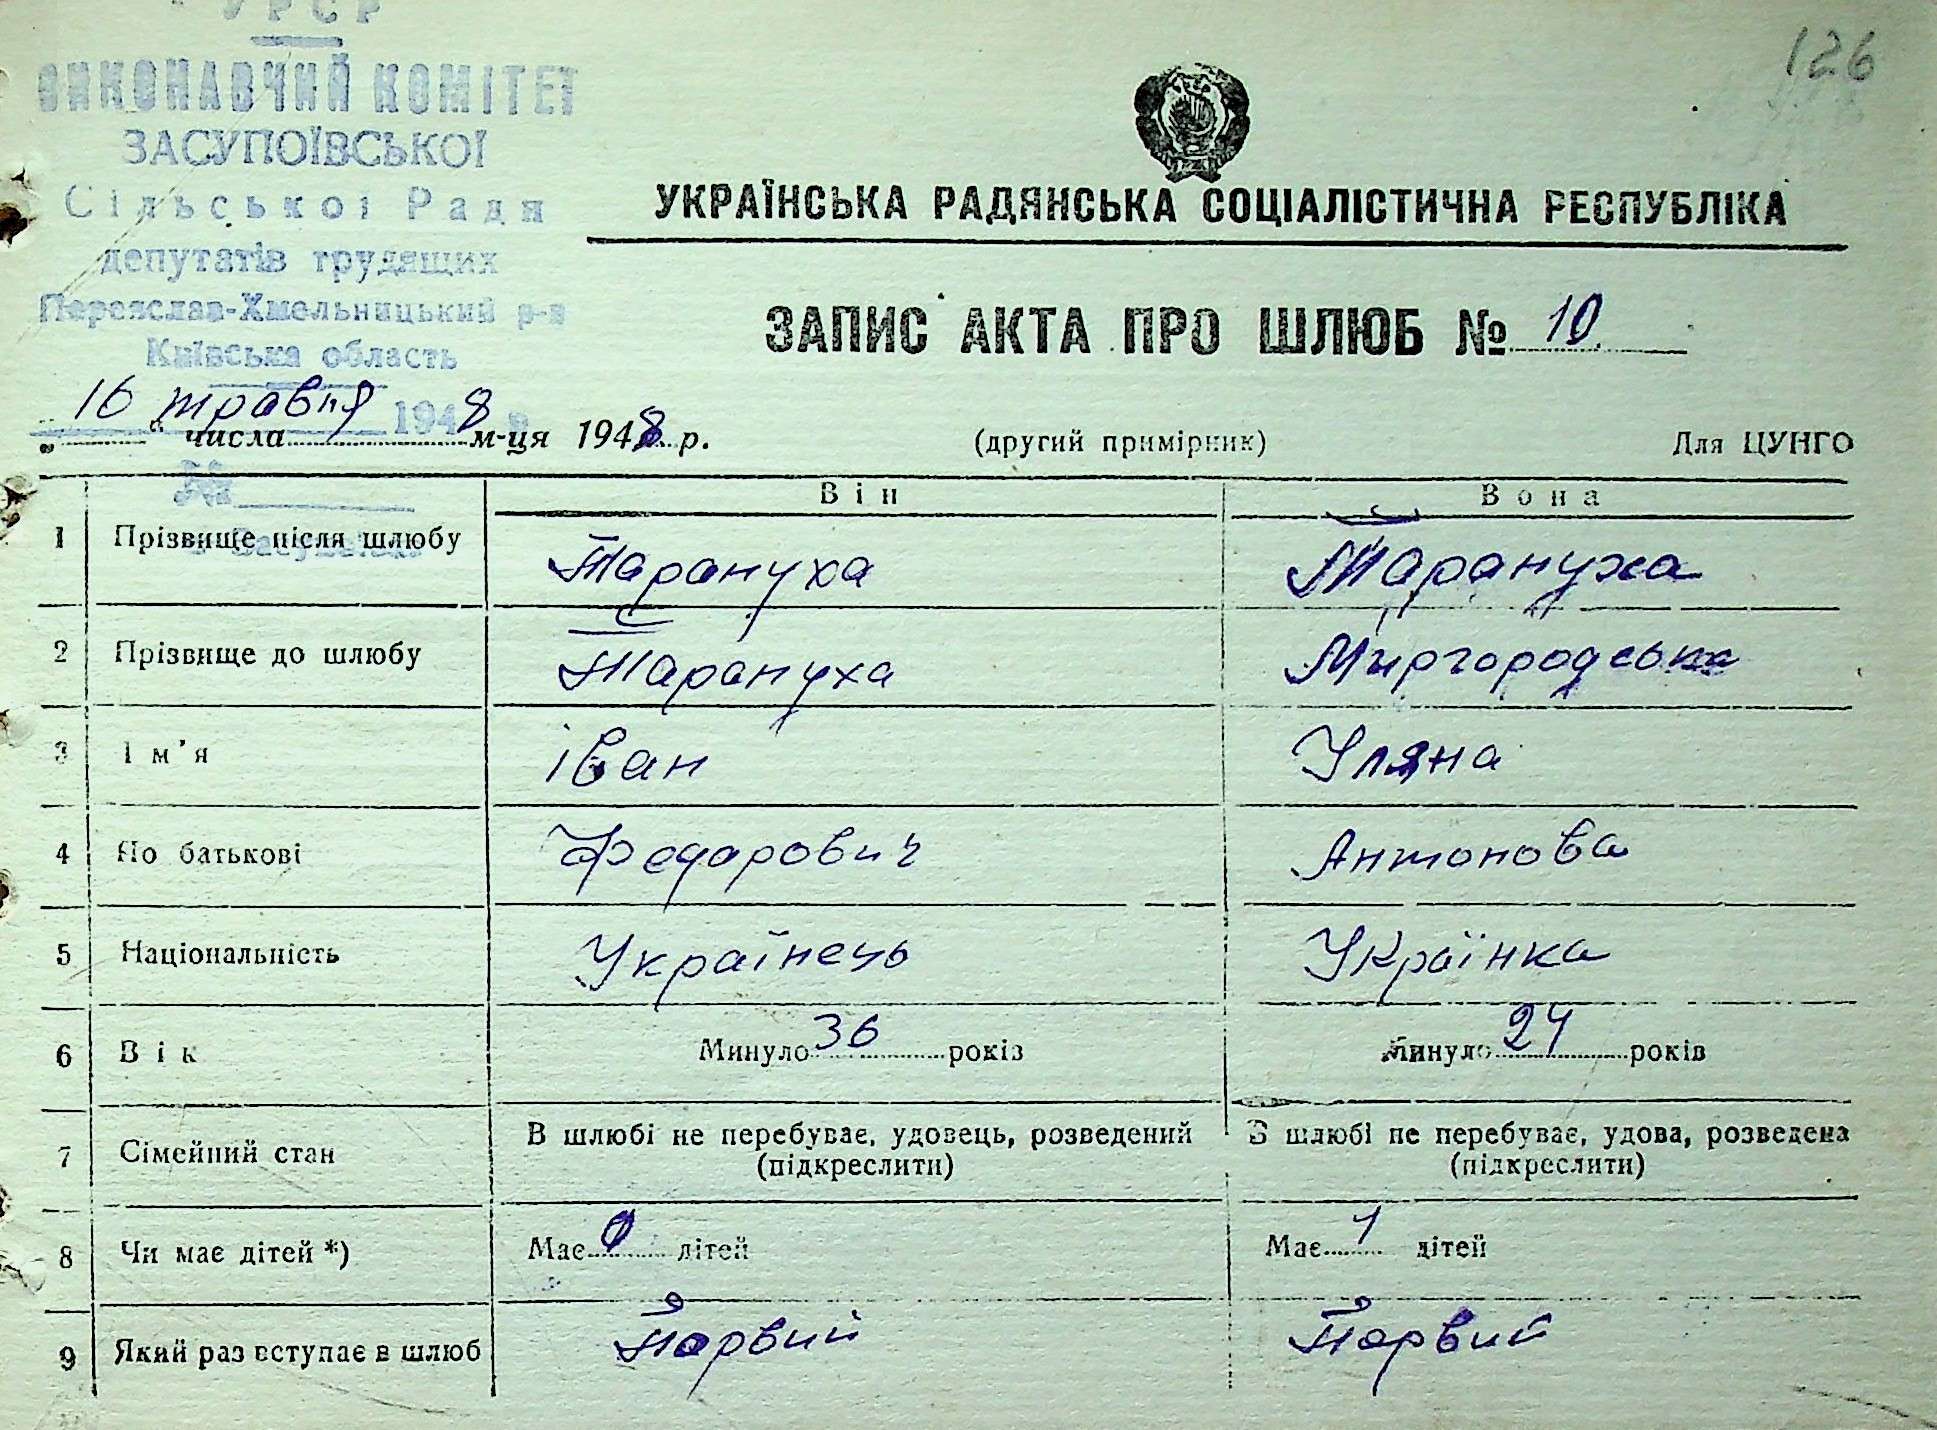 УРСР
126
ВИКОНАВЧИЙ КОМІТЕТ
ЗАСУПОЇВСЬКОЇ
Сільської Ради
депутатів трудящих
Переяслав-Хмельницький р-н
Київська область
УКРАЇНСЬКА РАДЯНСЬКА СОЦІАЛІСТИЧНА РЕСПУБЛІКА
ЗАПИС АКТА ПРО ШЛЮБ № 10
16 травня 1948 р.
„ “ числа м-ця 1948 р. (другий примірник) Для ЦУНГО
№
Він Вона
1 Прізвище після шлюбу Тарануха Тарануха
2 Прізвище до шлюбу Тарануха Миргородська
3 Ім’я іван Уляна
4 По батькові Федарович Антонова
5 Національність Українець Українка
6 Вік Минуло 36 років Минуло 24 років
7 Сімейний стан В шлюбі не перебуває, удовець, розведений В шлюбі не перебуває, удова, розведена
(підкреслити) (підкреслити)
8 Чи має дітей *) Має 0 дітей Має 1 дітей
9 Який раз вступає в шлюб Первий Первий